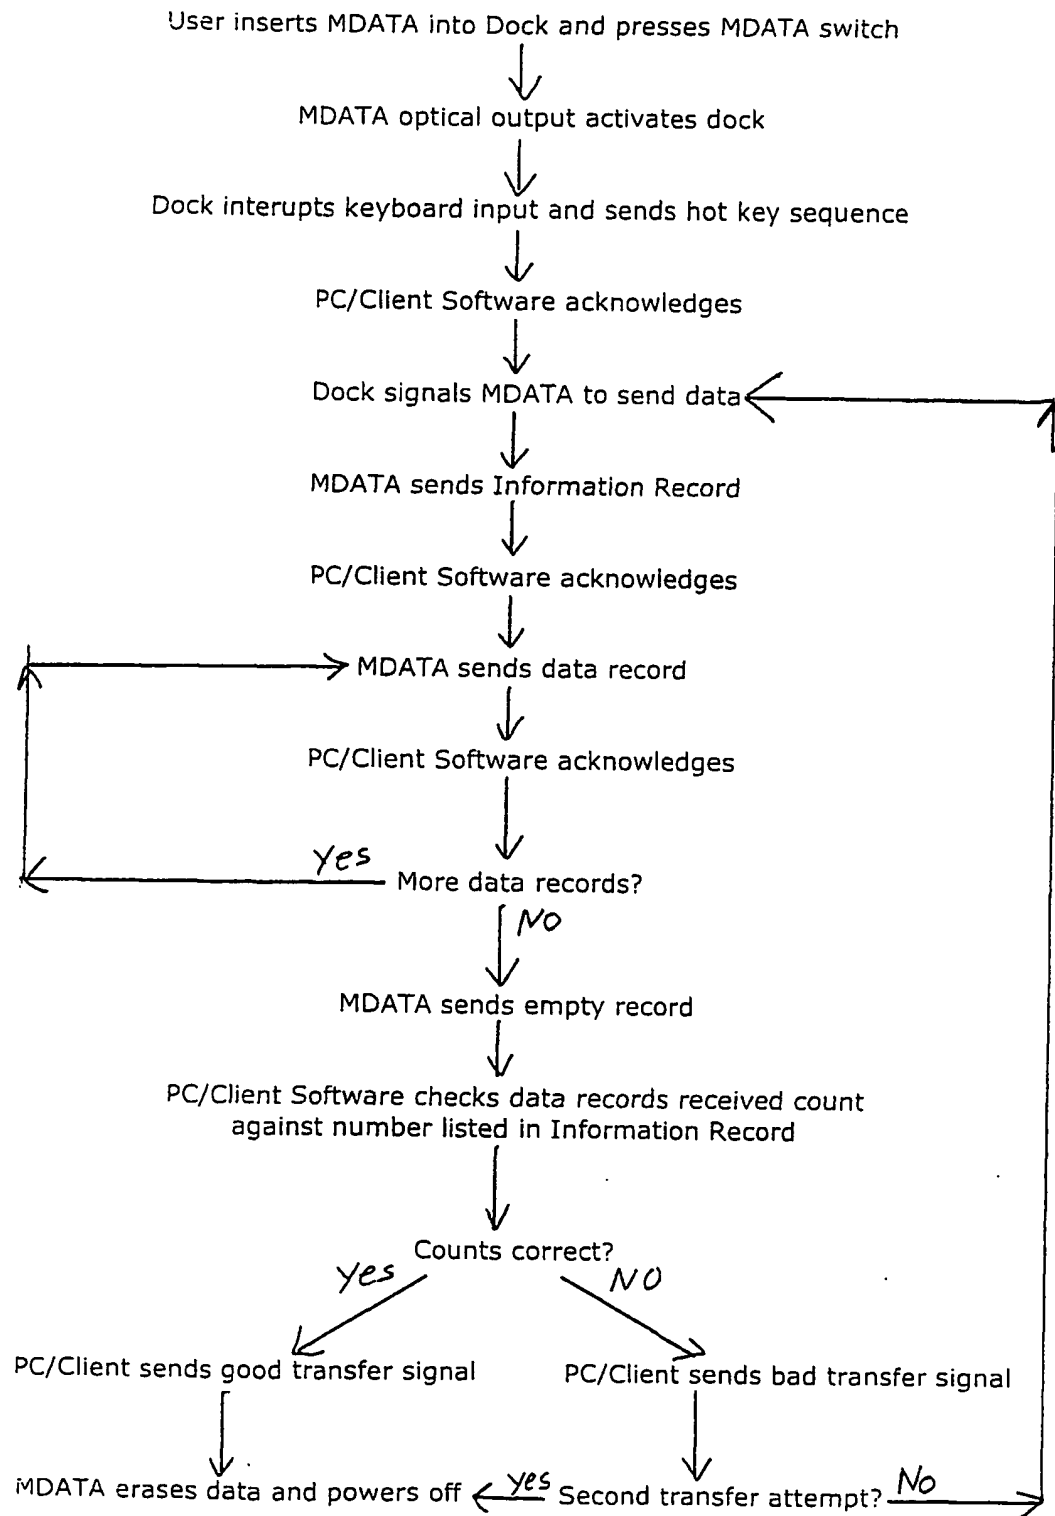 User inserts MDATA into Dock and presses MDATA switch
MDATA optical output activates dock
Dock interupts keyboard input and sends hot key sequence
PC/Client Software acknowledges
Dock signals MDATA to send data
MDATA sends Information Record
PC/Client Software acknowledges
MDATA sends data record
PC/Client Software acknowledges
Yes
More data records?
NO
MDATA sends empty record
PC/Client Software checks data records received count
against number listed in Information Record
Counts correct?
Yes
NO
PC/Client sends good transfer signal
PC/Client sends bad transfer signal
MDATA erases data and powers off
yes
Second transfer attempt?
No